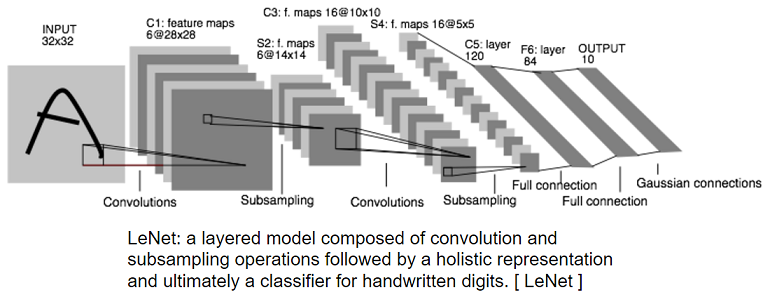 INPUT
32x32
C1: feature maps
6@28x28
S2: f. maps
6@14x14
C3: f. maps 16@10x10
S4: f. maps 16@5x5
C5: layer
120
F6: layer
84
OUTPUT
10
A
Convolutions
Subsampling
Convolutions
Subsampling
Full connection
Full connection
Gaussian connections
LeNet: a layered model composed of convolution and
subsampling operations followed by a holistic representation
and ultimately a classifier for handwritten digits. [ LeNet ]